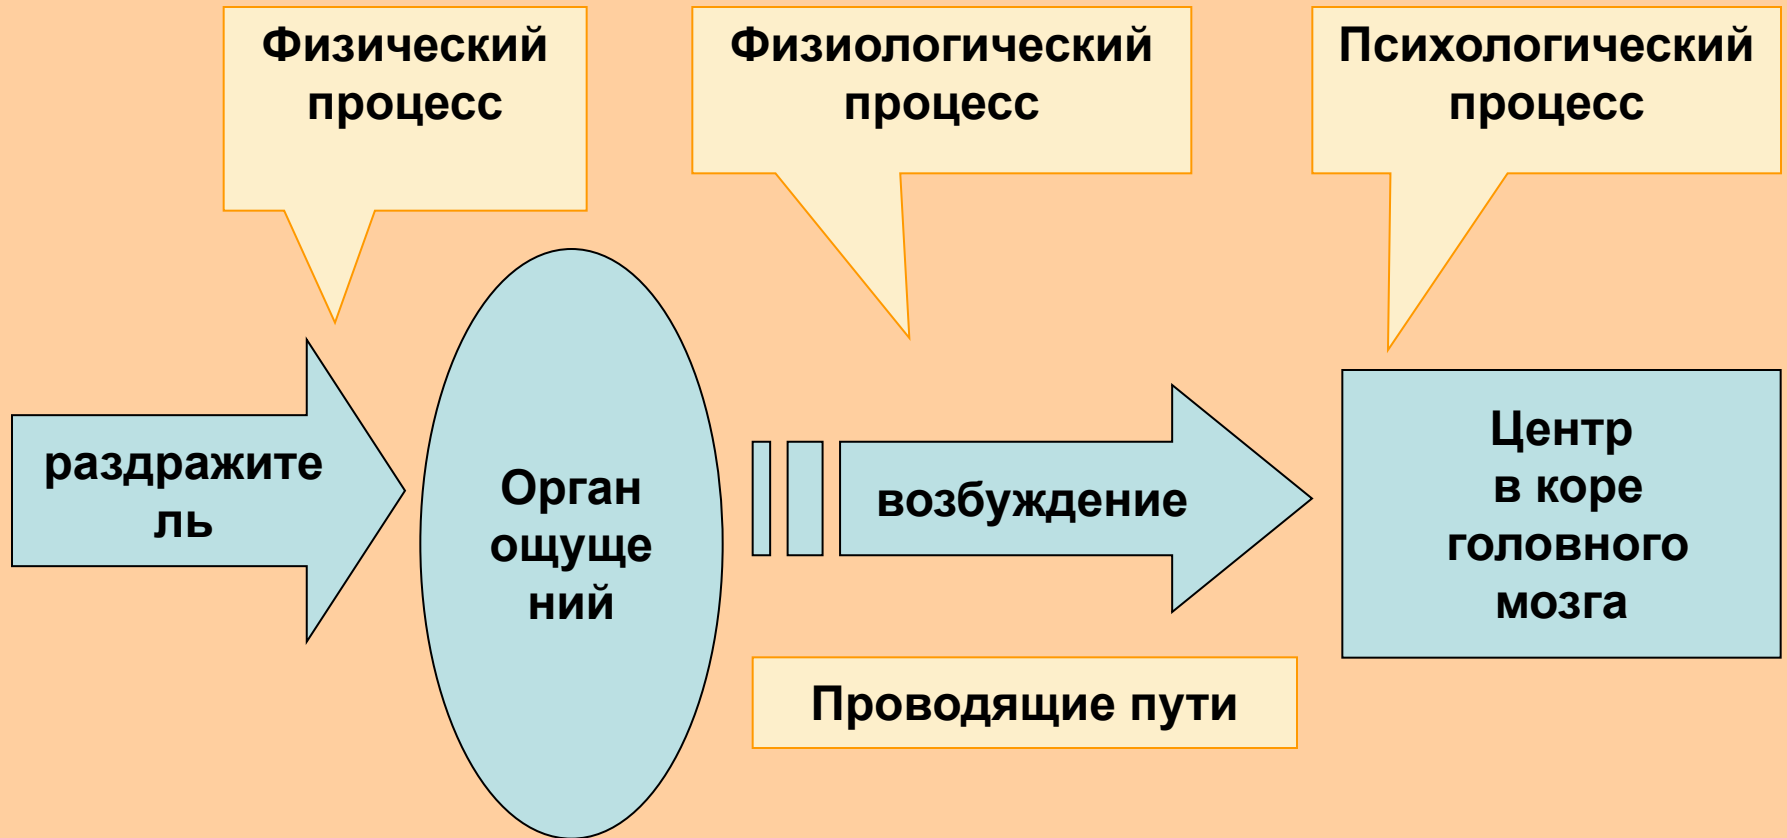 Физический
процесс
Физиологический
процесс
Психологический
процесс
раздражите
ль
Орган
ощуще
ний
возбуждение
Центр
в коре
головного
мозга
Проводящие пути